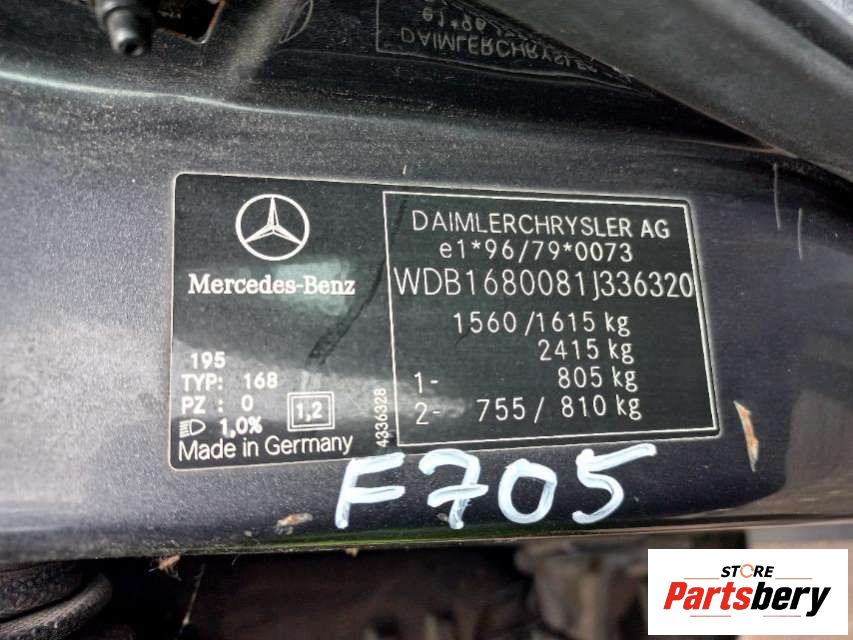 e1*96
DAIMLERCHRYSLER
Mercedes-Benz
195
TYP: 168
PZ : 0
1,0%
1,2
Made in Germany
4336328
DAIMLERCHRYSLER AG
e1*96/79*0073
WDB1680081J336320
1560/1615 kg
2415 kg
1- 805 kg
2- 755/ 810 kg
F705
STORE
Partsbery